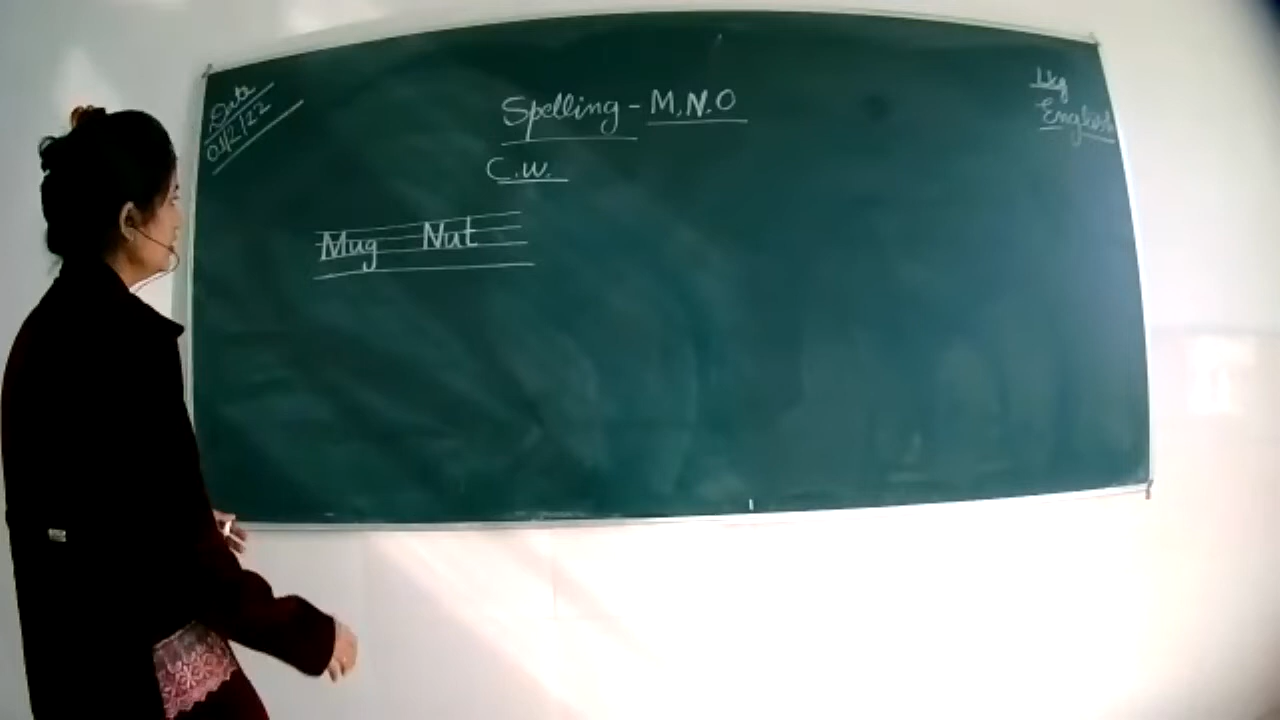 Date
01/2/22
Spelling - M.N.O
C.W.
Lkg
English
Mug Nut